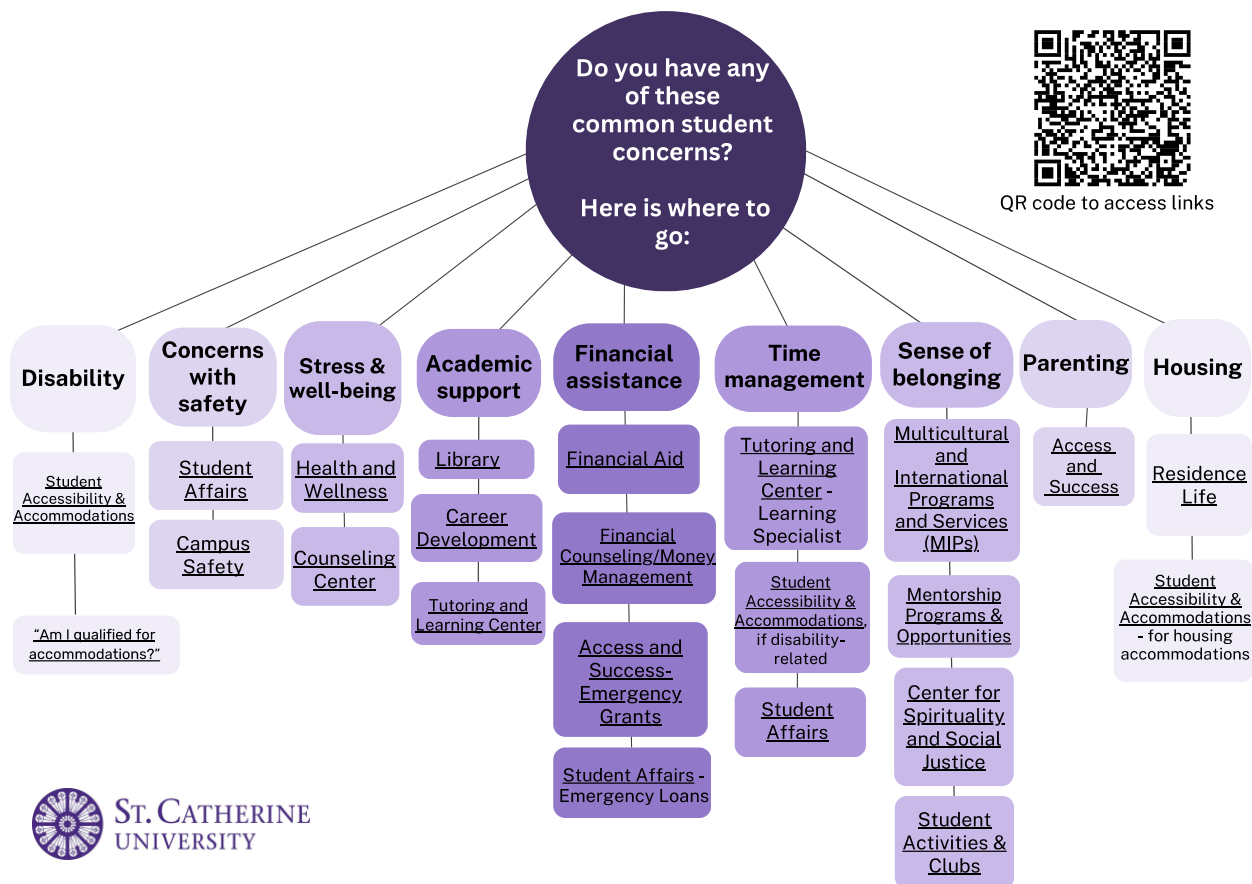 Do you have any
of these
common student
concerns?
Here is where to
go:
QR code to access links
Disability
Student
Accessibility &
Accommodations
“Am I qualified for
accommodations?”
Concerns
with
safety
Student
Affairs
Campus
Safety
Stress &
well-being
Health and
Wellness
Counseling
Center
Academic
support
Library
Career
Development
Tutoring and
Learning Center
Financial
assistance
Financial Aid
Financial
Counseling/Money
Management
Access and
Success-
Emergency
Grants
Student Affairs -
Emergency Loans
Time
management
Tutoring and
Learning
Center -
Learning
Specialist
Student
Accessibility &
Accommodations,
if disability-
related
Student
Affairs
Sense of
belonging
Multicultural
and
International
Programs
and Services
(MIPs)
Mentorship
Programs &
Opportunities
Center for
Spirituality
and Social
Justice
Student
Activities &
Clubs
Parenting
Access
and
Success
Housing
Residence
Life
Student
Accessibility &
Accommodations
- for housing
accommodations
ST. CATHERINE
UNIVERSITY